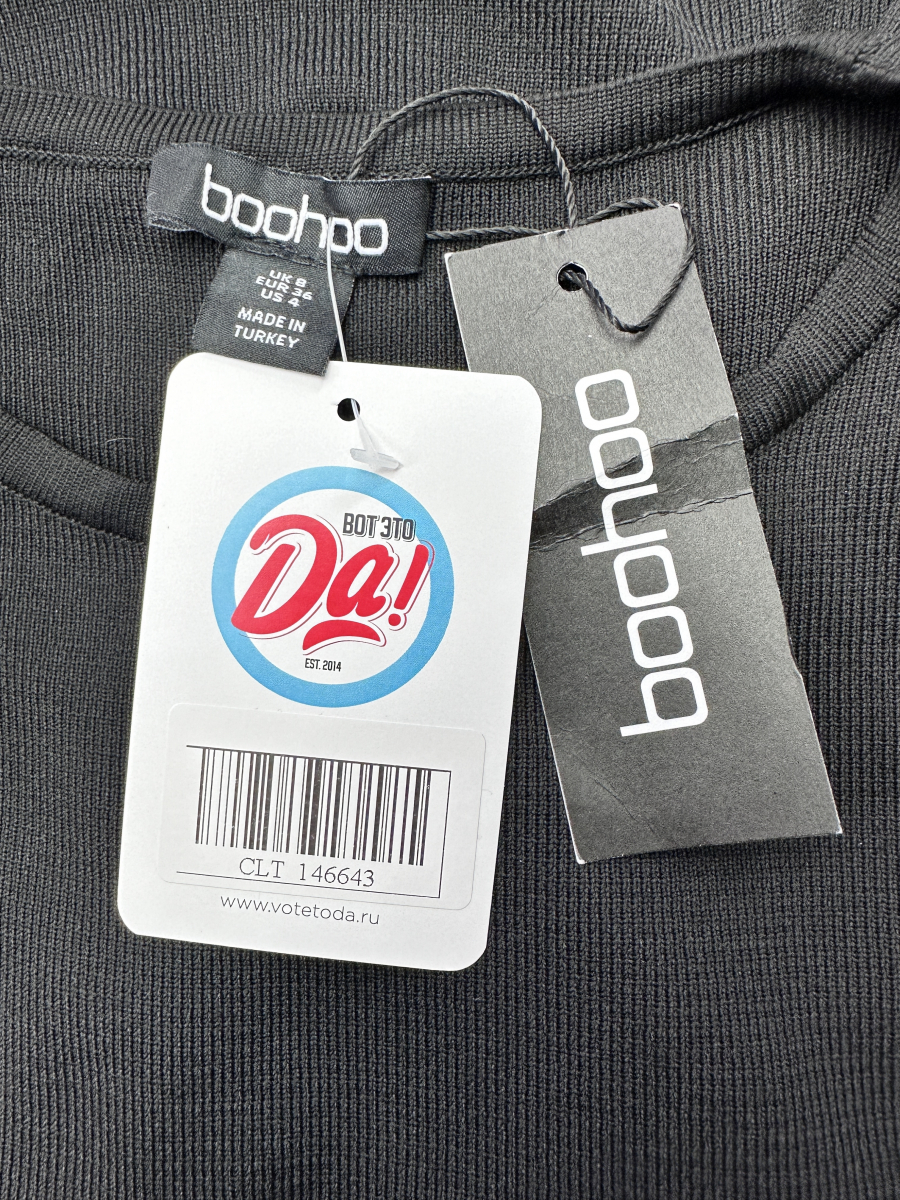 boohoo
UK 8
EUR 36
US 4
MADE IN
TURKEY
ВОТ ЭТО
Да!
EST. 2014
CLT 146643
www.votetoda.ru
boohoo